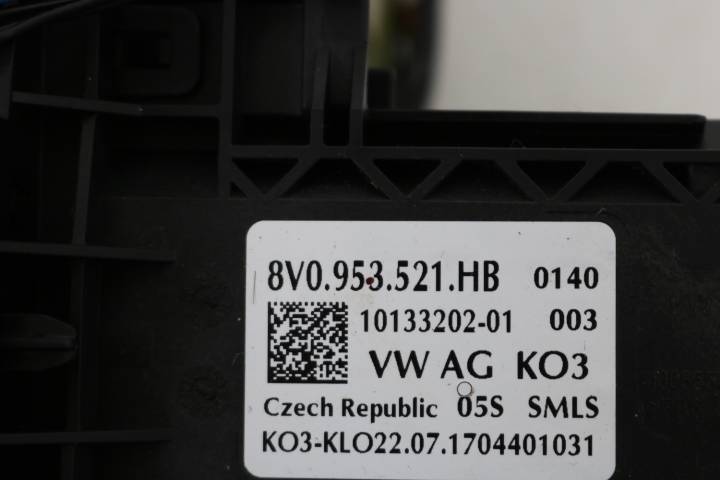 8V0.953.521.HB 0140
10133202-01 003
VW AG KO3
Czech Republic 05S SMLS
KO3-KLO22.07.1704401031